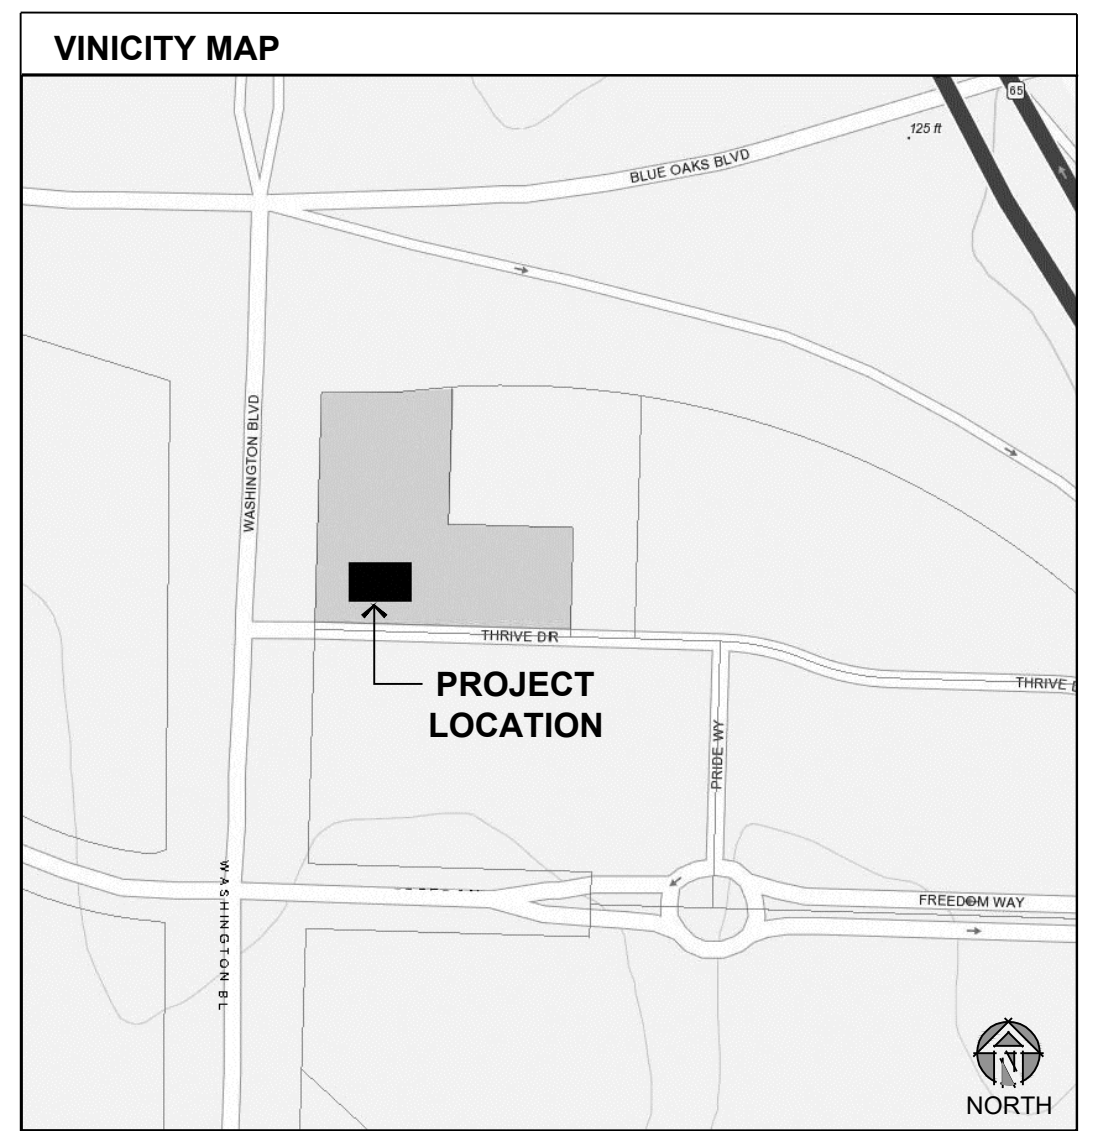 VINICITY MAP
65
125 ft
BLUE OAKS BLVD
WASHINGTON BLVD
THRIVE DR
THRIVE
PROJECT
LOCATION
PRIDE WY
WASHINGTON BL
FREEDOM WAY
NORTH